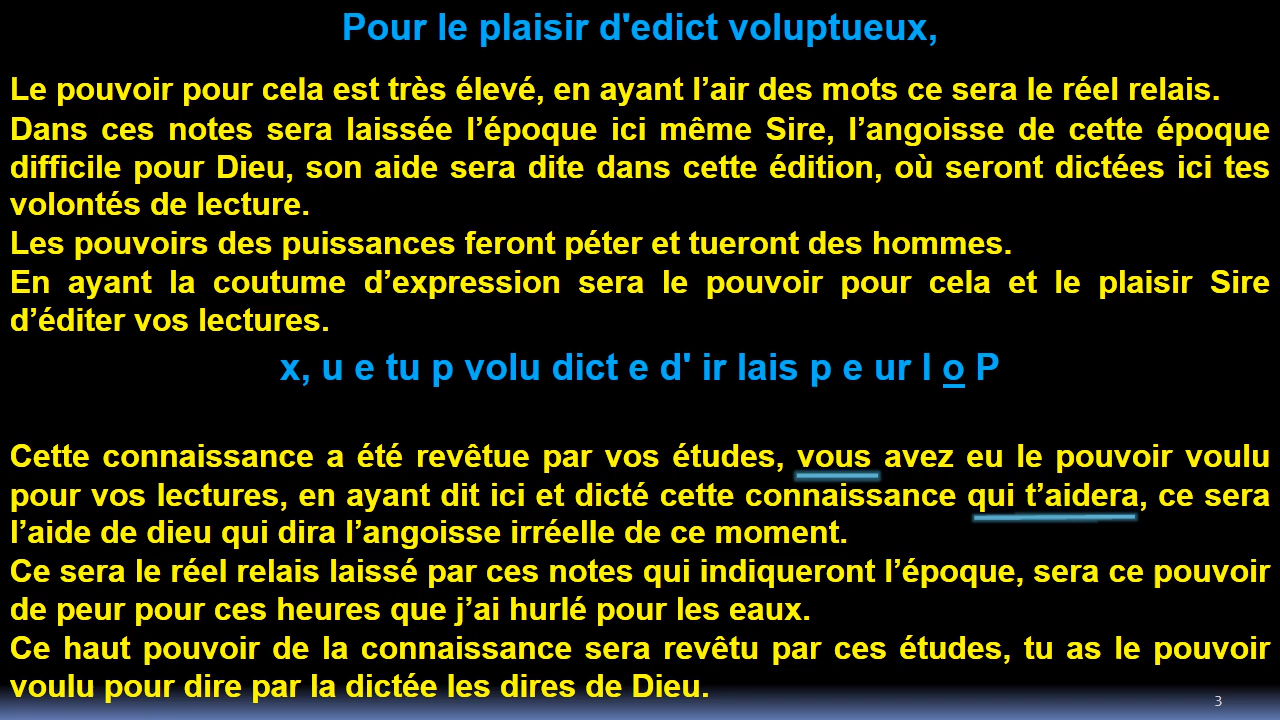 Pour le plaisir d'edict voluptueux,
Le pouvoir pour cela est très élevé, en ayant l’air des mots ce sera le réel relais.
Dans ces notes sera laissée l’époque ici même Sire, l’angoisse de cette époque
difficile pour Dieu, son aide sera dite dans cette édition, où seront dictées ici tes
volontés de lecture.
Les pouvoirs des puissances feront péter et tueront des hommes.
En ayant la coutume d’expression sera le pouvoir pour cela et le plaisir Sire
d’éditer vos lectures.
x, u e tu p volu dict e d' ir lais p e ur l o P
Cette connaissance a été revêtue par vos études, vous avez eu le pouvoir voulu
pour vos lectures, en ayant dit ici et dicté cette connaissance qui t’aidera, ce sera
l’aide de dieu qui dira l’angoisse irréelle de ce moment.
Ce sera le réel relais laissé par ces notes qui indiqueront l’époque, sera ce pouvoir
de peur pour ces heures que j’ai hurlé pour les eaux.
Ce haut pouvoir de la connaissance sera revêtu par ces études, tu as le pouvoir
voulu pour dire par la dictée les dires de Dieu.
3